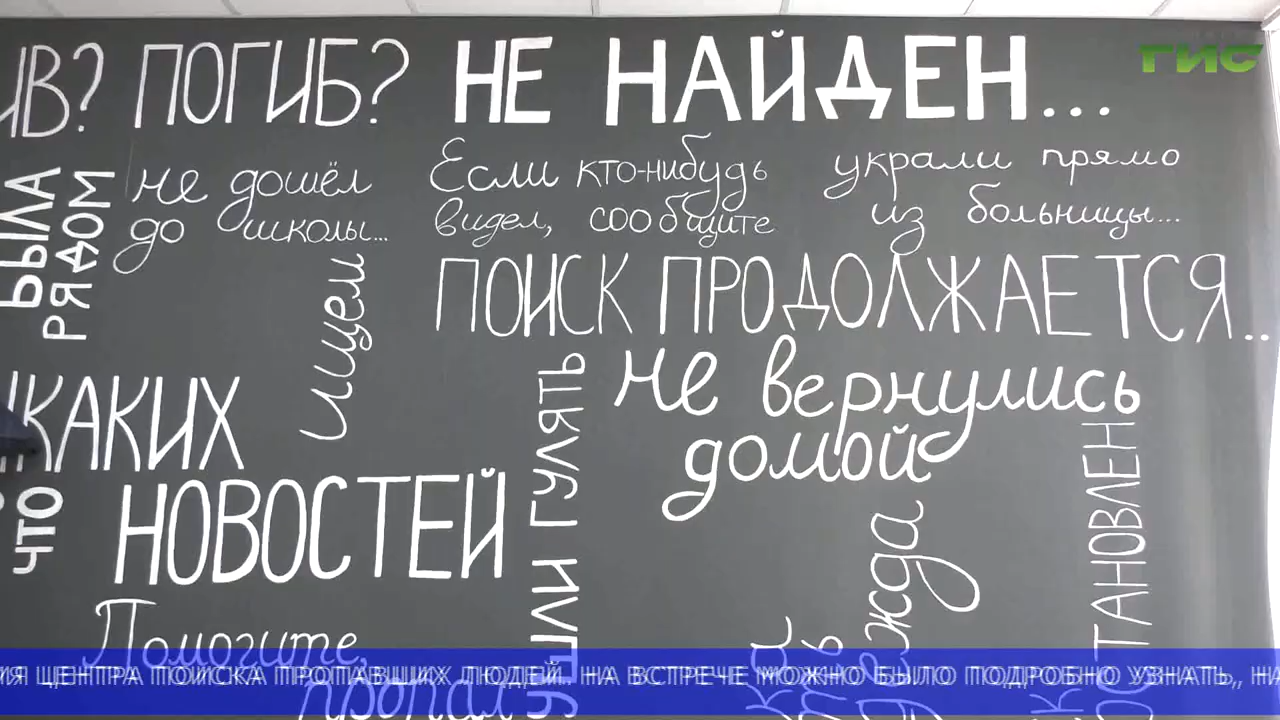 ПОГИБ?
НЕ НАЙДЕН...
ГИС
БЫЛА
РЯДОМ
не дошёл
до школы...
Если кто-нибудь
видел, сообщите
украли прямо
из больницы...
ищем
ПОИСК ПРОДОЛЖАЕТСЯ..
не вернулись
домой
НОВОСТЕЙ
ЧТО
ГУЛЯТЬ
Помогите,
ЦЕНТРА ПОИСКА ПРОПАВШИХ ЛЮДЕЙ. НА ВСТРЕЧЕ МОЖНО БЫЛО ПОДРОБНО УЗНАТЬ,